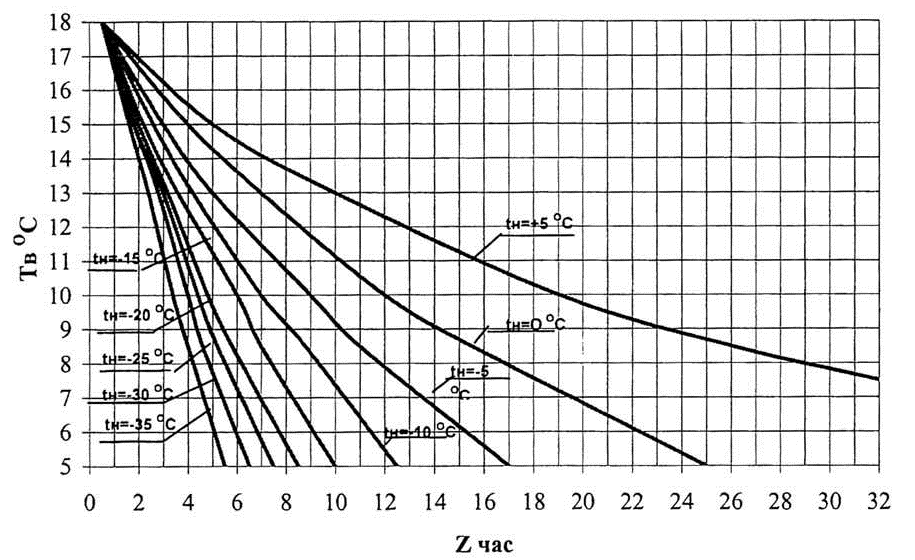 18
17
16
15
14
13
12
11
10
9
8
7
6
5
Тв °С
tн=+5 °С
tн=-15 °С
tн=-20 °С
tн=0 °С
tн=-25 °С
tн=-5
°С
tн=-30 °С
tн=-35 °С
tн=-10 °С
0 2 4 6 8 10 12 14 16 18 20 22 24 26 28 30 32
Z час